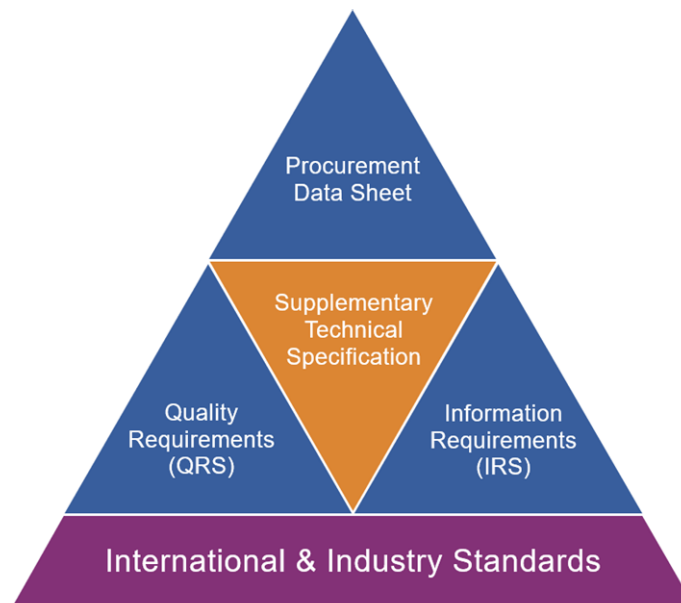 Procurement
Data Sheet
Supplementary
Technical
Specification
Quality
Requirements
(QRS)
Information
Requirements
(IRS)
International & Industry Standards